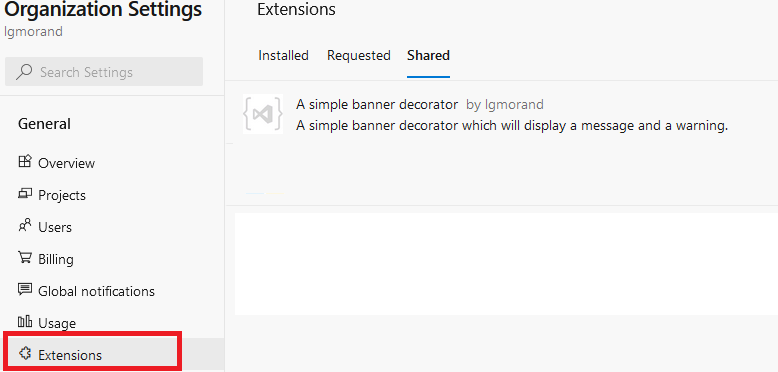 Organization Settings
lgmorand
Search Settings
General
Overview
Projects
Users
Billing
Global notifications
Usage
Extensions
Extensions
Installed Requested Shared
A simple banner decorator by lgmorand
A simple banner decorator which will display a message and a warning.